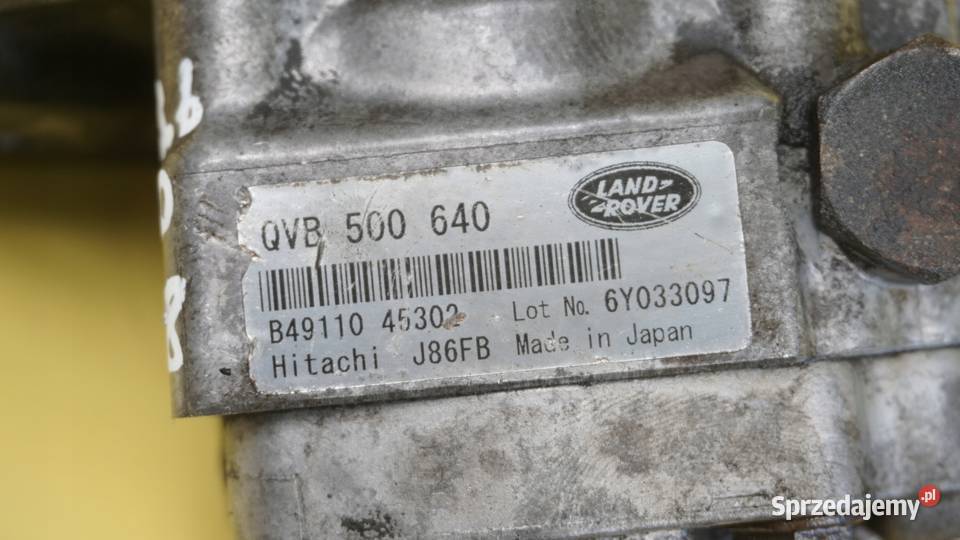 QVB 500 640
LAND-
ROVER
B49110 45302
Lot No. 6Y033097
Hitachi J86FB Made in Japan
Sprzedajemy.pl